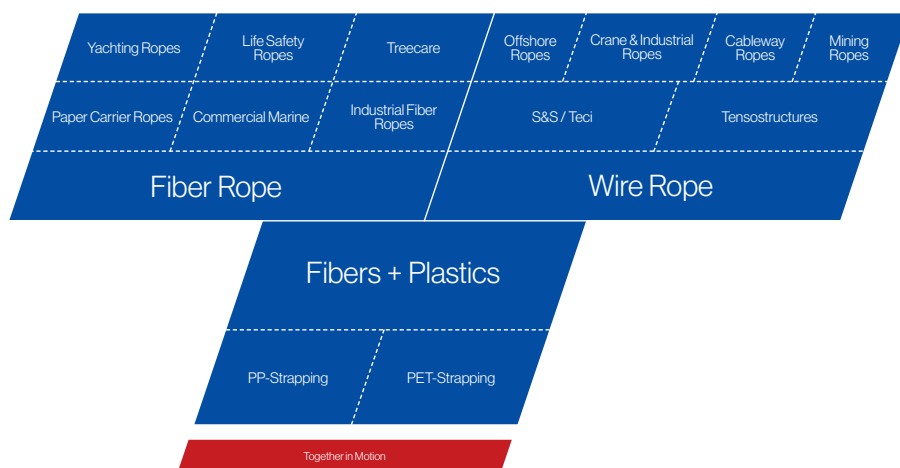 Yachting Ropes
Life Safety
Ropes
Treecare
Offshore
Ropes
Crane & Industrial
Ropes
Cableway
Ropes
Mining
Ropes
Paper Carrier Ropes
Commercial Marine
Industrial Fiber
Ropes
S&S / Teci
Tensostructures
Fiber Rope
Wire Rope
Fibers + Plastics
PP-Strapping
PET-Strapping
Together in Motion